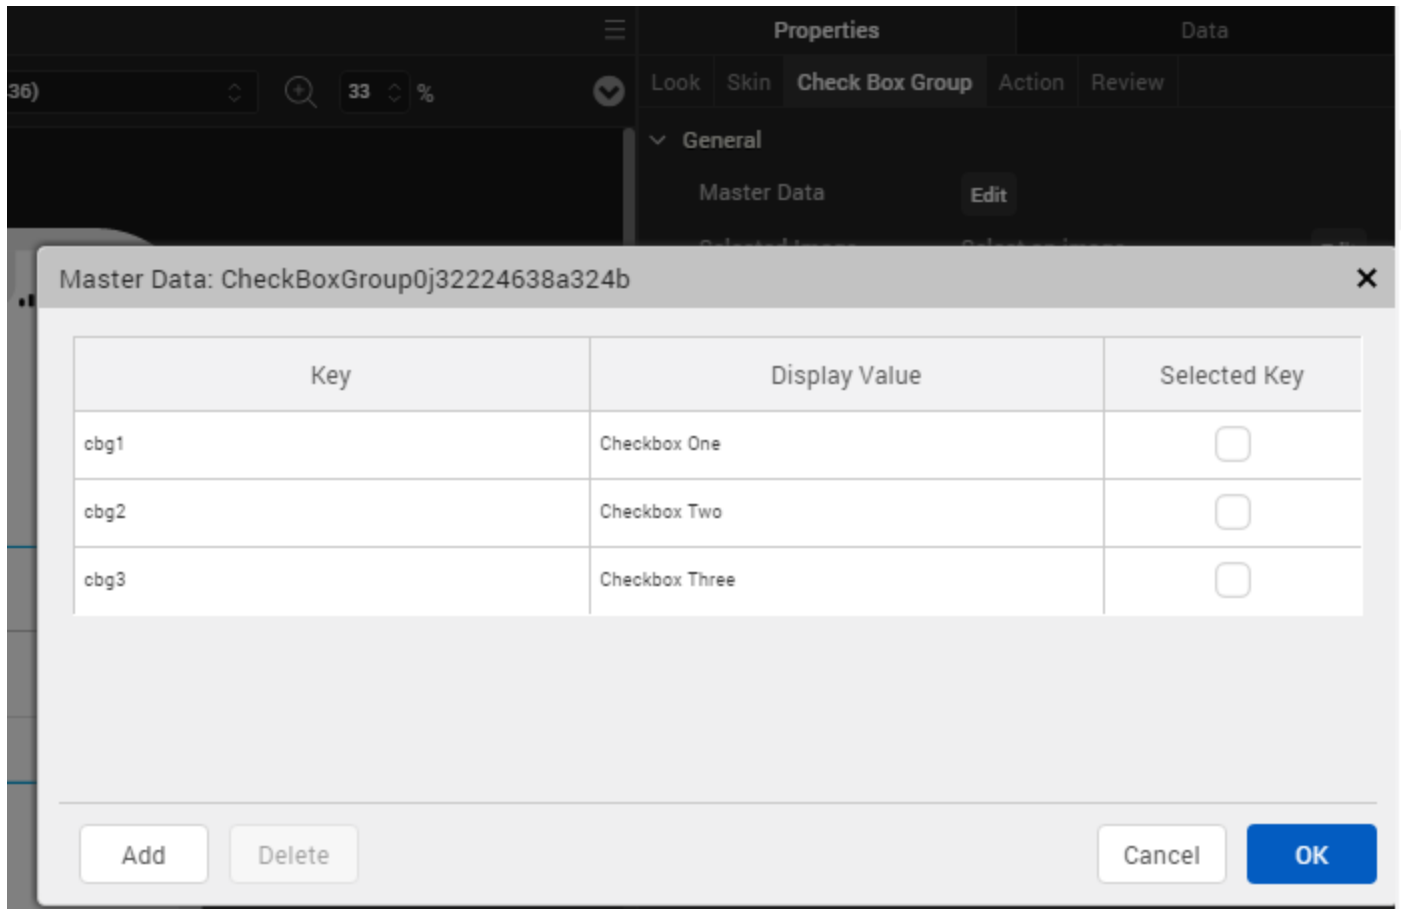 Properties Data
36) 33 %
Look Skin Check Box Group Action Review
General
Master Data Edit
Master Data: CheckBoxGroup0j32224638a324b
Key Display Value Selected Key
cbg1 Checkbox One
cbg2 Checkbox Two
cbg3 Checkbox Three
Add Delete Cancel OK